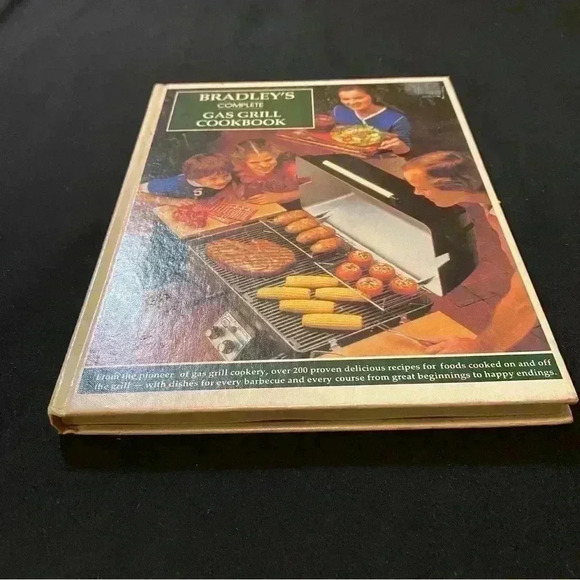 BRADLEY'S
COMPLETE
GAS GRILL
COOKBOOK
5
From the pioneer of gas grill cookery, over 200 proven delicious recipes for foods cooked on and off
the grill — with dishes for every barbecue and every course from great beginnings to happy endings.